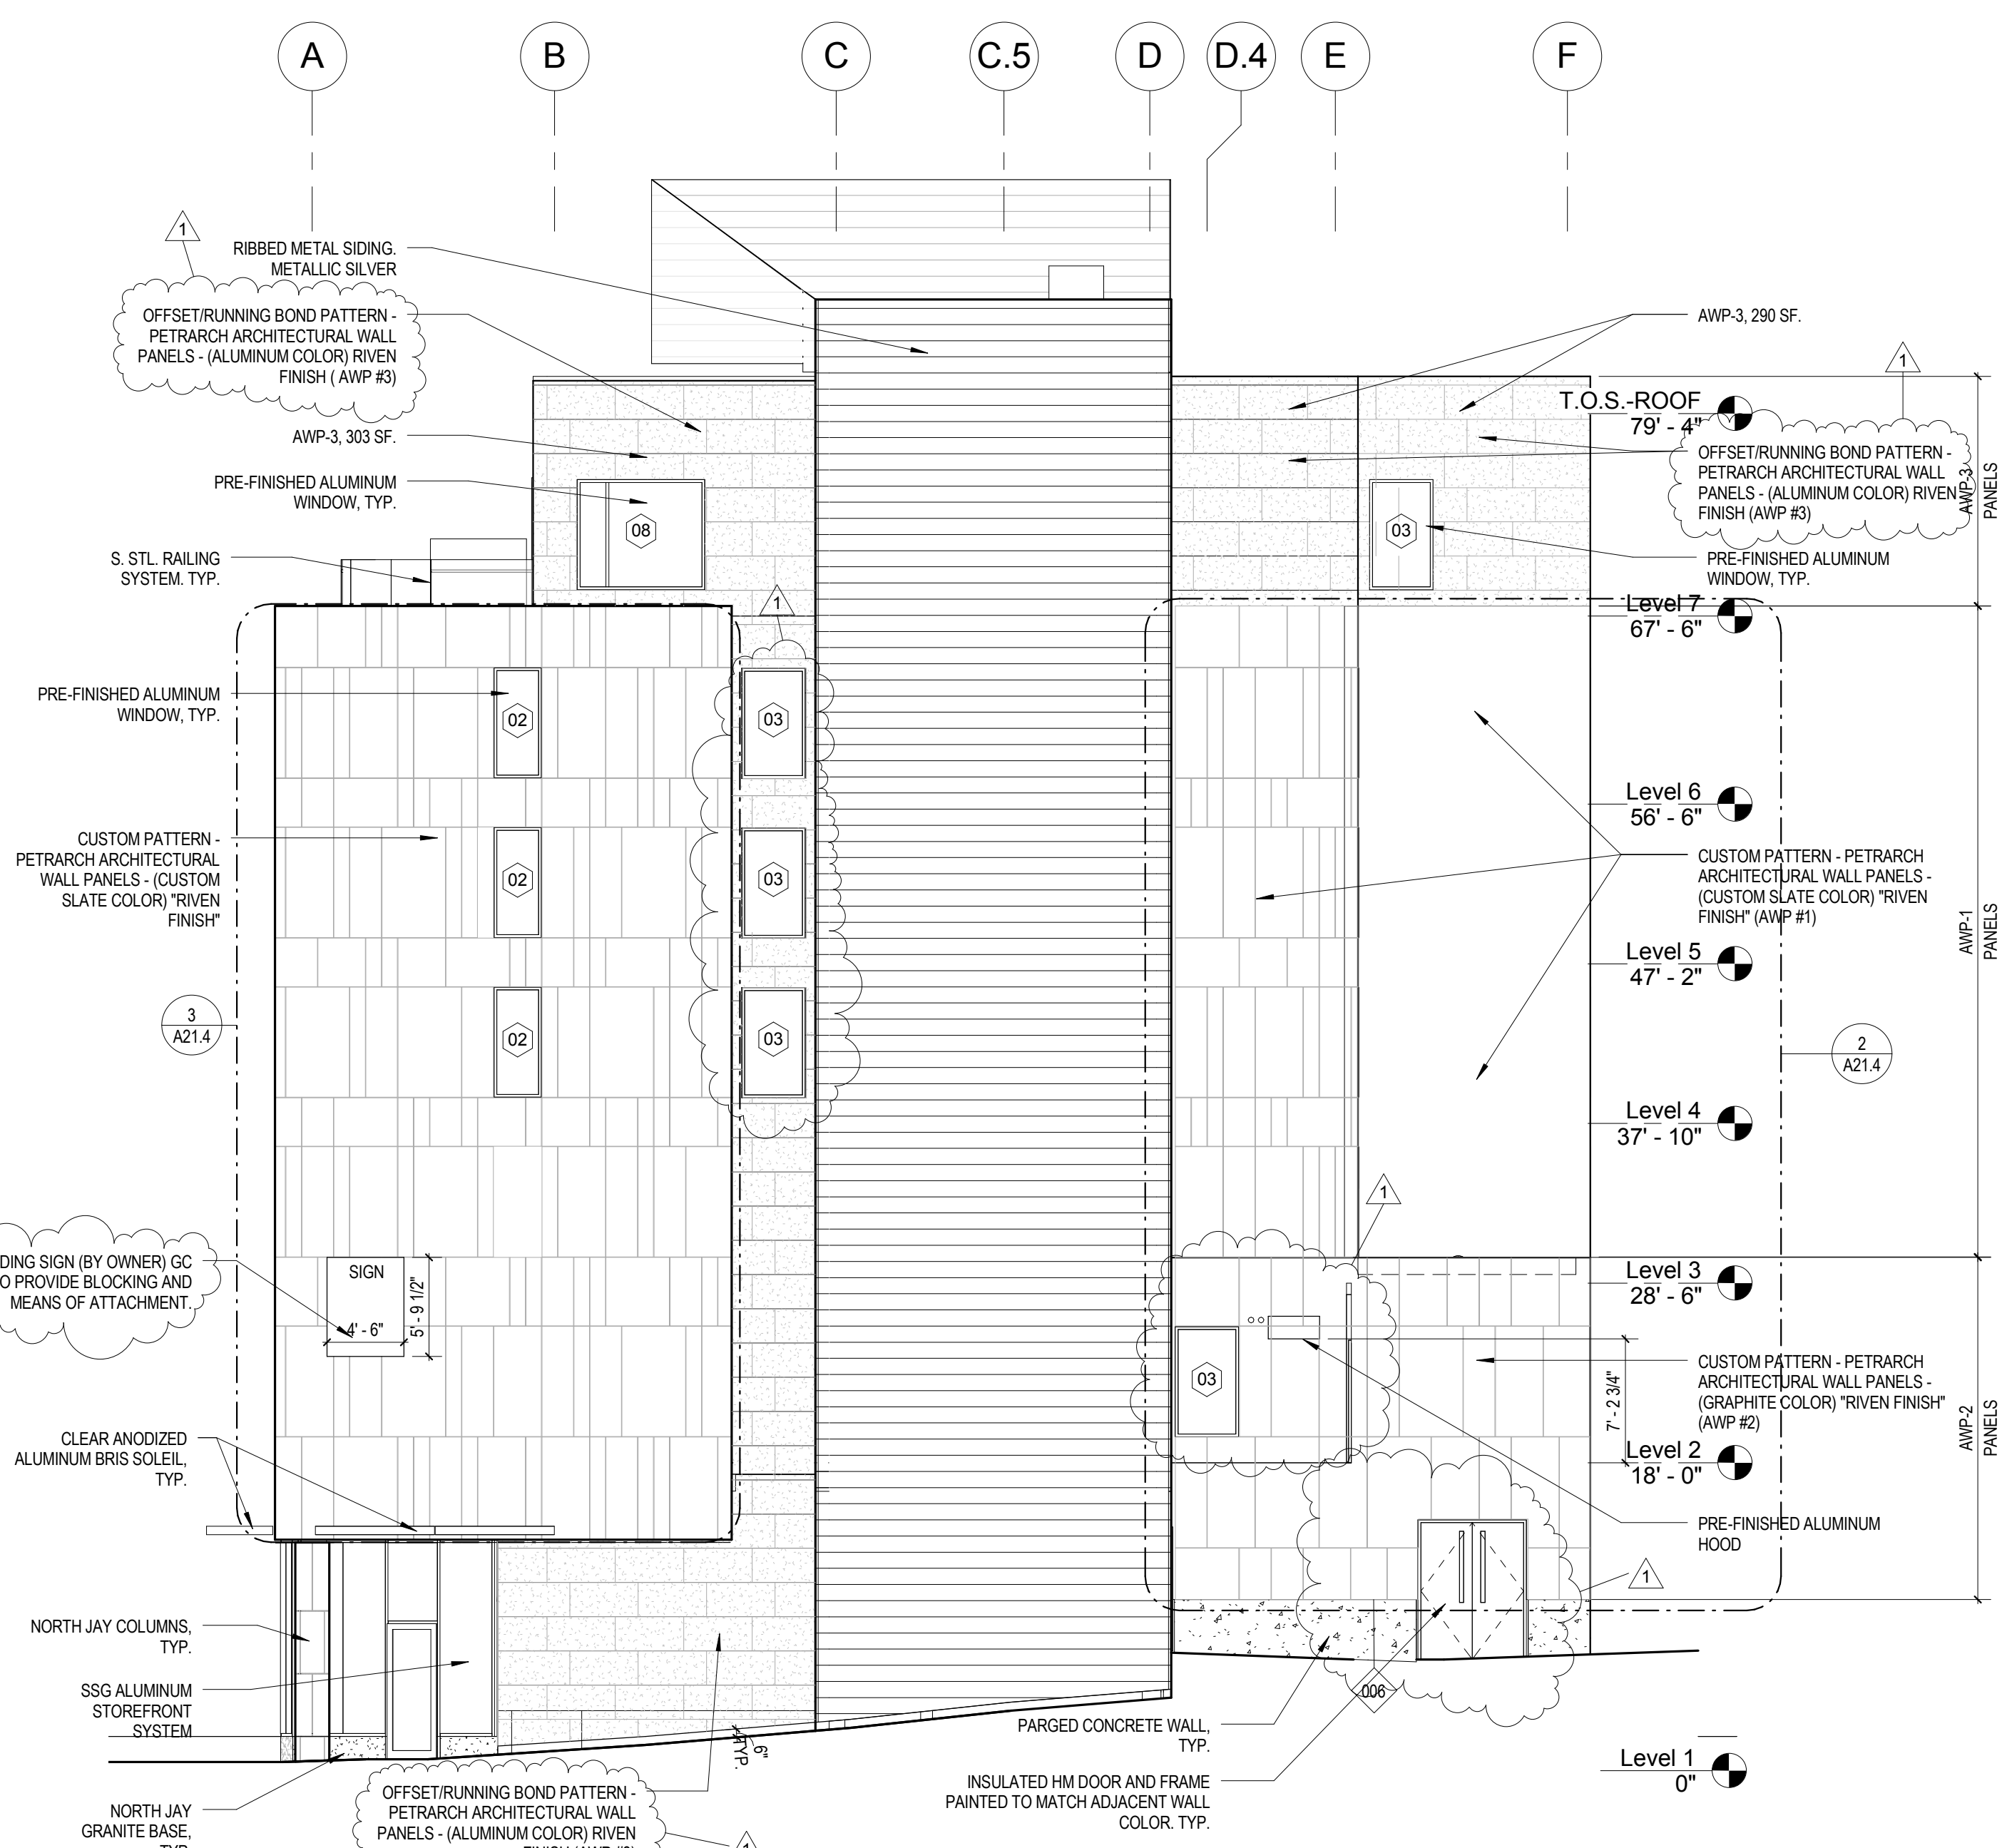 A
B
C
C.5
D
D.4
E
F
1
RIBBED METAL SIDING.
METALLIC SILVER
OFFSET/RUNNING BOND PATTERN -
PETRARCH ARCHITECTURAL WALL
PANELS - (ALUMINUM COLOR) RIVEN
FINISH ( AWP #3)
AWP-3, 303 SF.
PRE-FINISHED ALUMINUM
WINDOW, TYP.
S. STL. RAILING
SYSTEM. TYP.
PRE-FINISHED ALUMINUM
WINDOW, TYP.
CUSTOM PATTERN -
PETRARCH ARCHITECTURAL
WALL PANELS - (CUSTOM
SLATE COLOR) "RIVEN
FINISH"
3
A21.4
DING SIGN (BY OWNER) GC
O PROVIDE BLOCKING AND
MEANS OF ATTACHMENT.
CLEAR ANODIZED
ALUMINUM BRIS SOLEIL,
TYP.
NORTH JAY COLUMNS,
TYP.
SSG ALUMINUM
STOREFRONT
SYSTEM
NORTH JAY
GRANITE BASE,
08
1
02
03
02
03
02
03
SIGN
4' - 6"
5' - 9 1/2"
6"
TYP.
OFFSET/RUNNING BOND PATTERN -
PETRARCH ARCHITECTURAL WALL
PANELS - (ALUMINUM COLOR) RIVEN
1
03
1
03
006
1
PARGED CONCRETE WALL,
TYP.
INSULATED HM DOOR AND FRAME
PAINTED TO MATCH ADJACENT WALL
COLOR. TYP.
AWP-3, 290 SF.
1
T.O.S.-ROOF
79' - 4"
OFFSET/RUNNING BOND PATTERN -
PETRARCH ARCHITECTURAL WALL
PANELS - (ALUMINUM COLOR) RIVEN
FINISH (AWP #3)
AWP-3
PANELS
PRE-FINISHED ALUMINUM
WINDOW, TYP.
Level 7
67' - 6"
Level 6
56' - 6"
CUSTOM PATTERN - PETRARCH
ARCHITECTURAL WALL PANELS -
(CUSTOM SLATE COLOR) "RIVEN
FINISH" (AWP #1)
AWP-1
PANELS
Level 5
47' - 2"
2
A21.4
Level 4
37' - 10"
Level 3
28' - 6"
CUSTOM PATTERN - PETRARCH
ARCHITECTURAL WALL PANELS -
(GRAPHITE COLOR) "RIVEN FINISH"
(AWP #2)
7' - 2 3/4"
AWP-2
PANELS
Level 2
18' - 0"
PRE-FINISHED ALUMINUM
HOOD
Level 1
0"